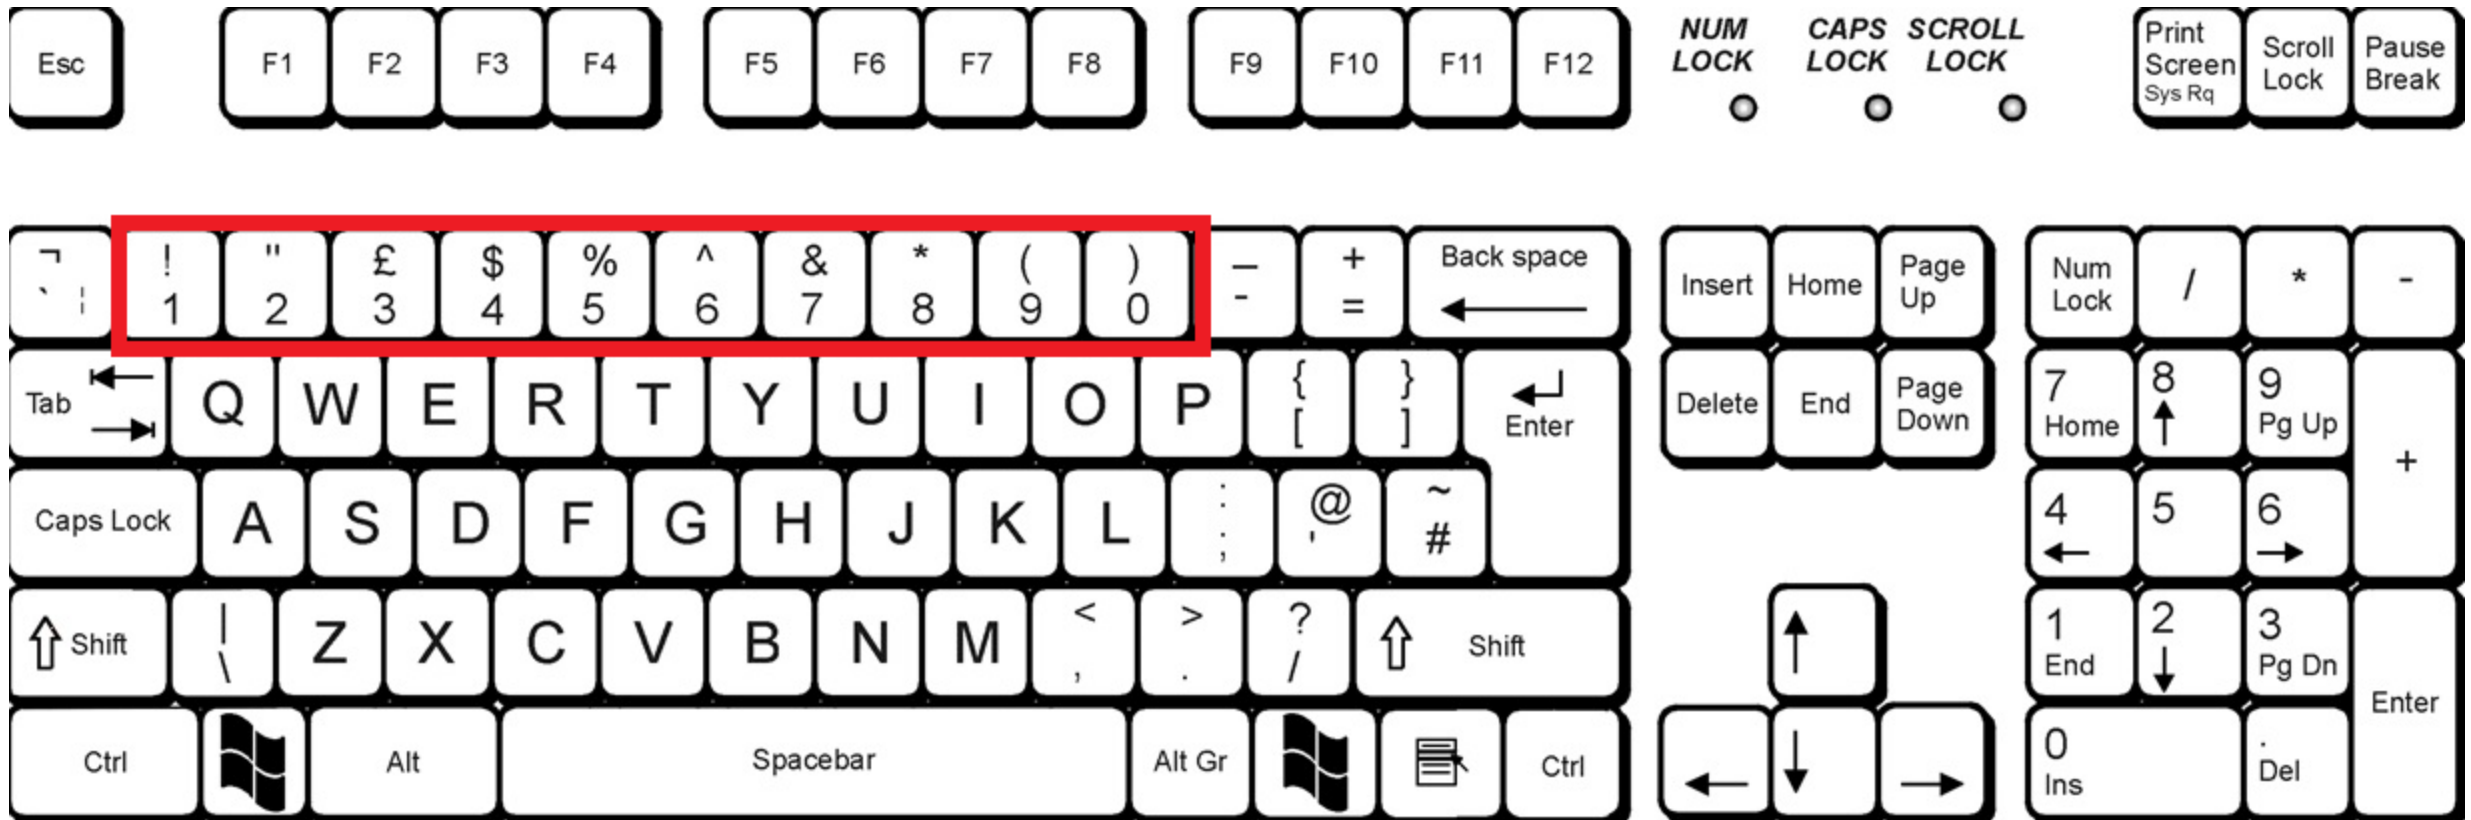 Esc F1 F2 F3 F4 F5 F6 F7 F8 F9 F10 F11 F12
NUM LOCK CAPS LOCK SCROLL LOCK
Print Screen Sys Rq Scroll Lock Pause Break
¬ ! " £ $ % ^ & * ( ) _ + Back space
` ¦ 1 2 3 4 5 6 7 8 9 0 - =
Insert Home Page Up Num Lock / * -
Tab Q W E R T Y U I O P { [ } ] Enter
Delete End Page Down 7 Home 8 9 Pg Up +
Caps Lock A S D F G H J K L : ; @ ' ~ #
4 5 6
Shift | \ Z X C V B N M < , > . ? / Shift
1 End 2 3 Pg Dn Enter
Ctrl Alt Spacebar Alt Gr Ctrl
0 Ins . Del